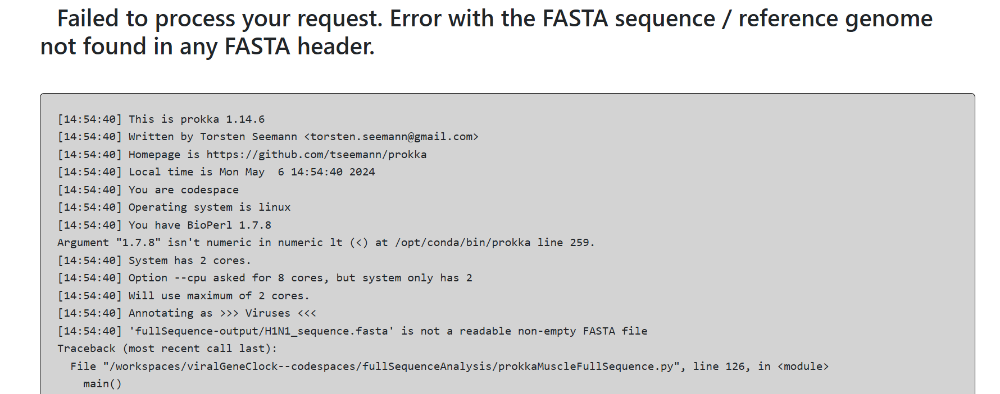 Failed to process your request. Error with the FASTA sequence / reference genome
not found in any FASTA header.
[14:54:40] This is prokka 1.14.6
[14:54:40] Written by Torsten Seemann <torsten.seemann@gmail.com>
[14:54:40] Homepage is https://github.com/tseemann/prokka
[14:54:40] Local time is Mon May  6 14:54:40 2024
[14:54:40] You are codespace
[14:54:40] Operating system is linux
[14:54:40] You have BioPerl 1.7.8
Argument "1.7.8" isn't numeric in numeric lt (<) at /opt/conda/bin/prokka line 259.
[14:54:40] System has 2 cores.
[14:54:40] Option --cpu asked for 8 cores, but system only has 2
[14:54:40] Will use maximum of 2 cores.
[14:54:40] Annotating as >>> Viruses <<<
[14:54:40] 'fullSequence-output/H1N1_sequence.fasta' is not a readable non-empty FASTA file
Traceback (most recent call last):
  File "/workspaces/viralGeneClock--codespaces/fullSequenceAnalysis/prokkaMuscleFullSequence.py", line 126, in <module>
    main()